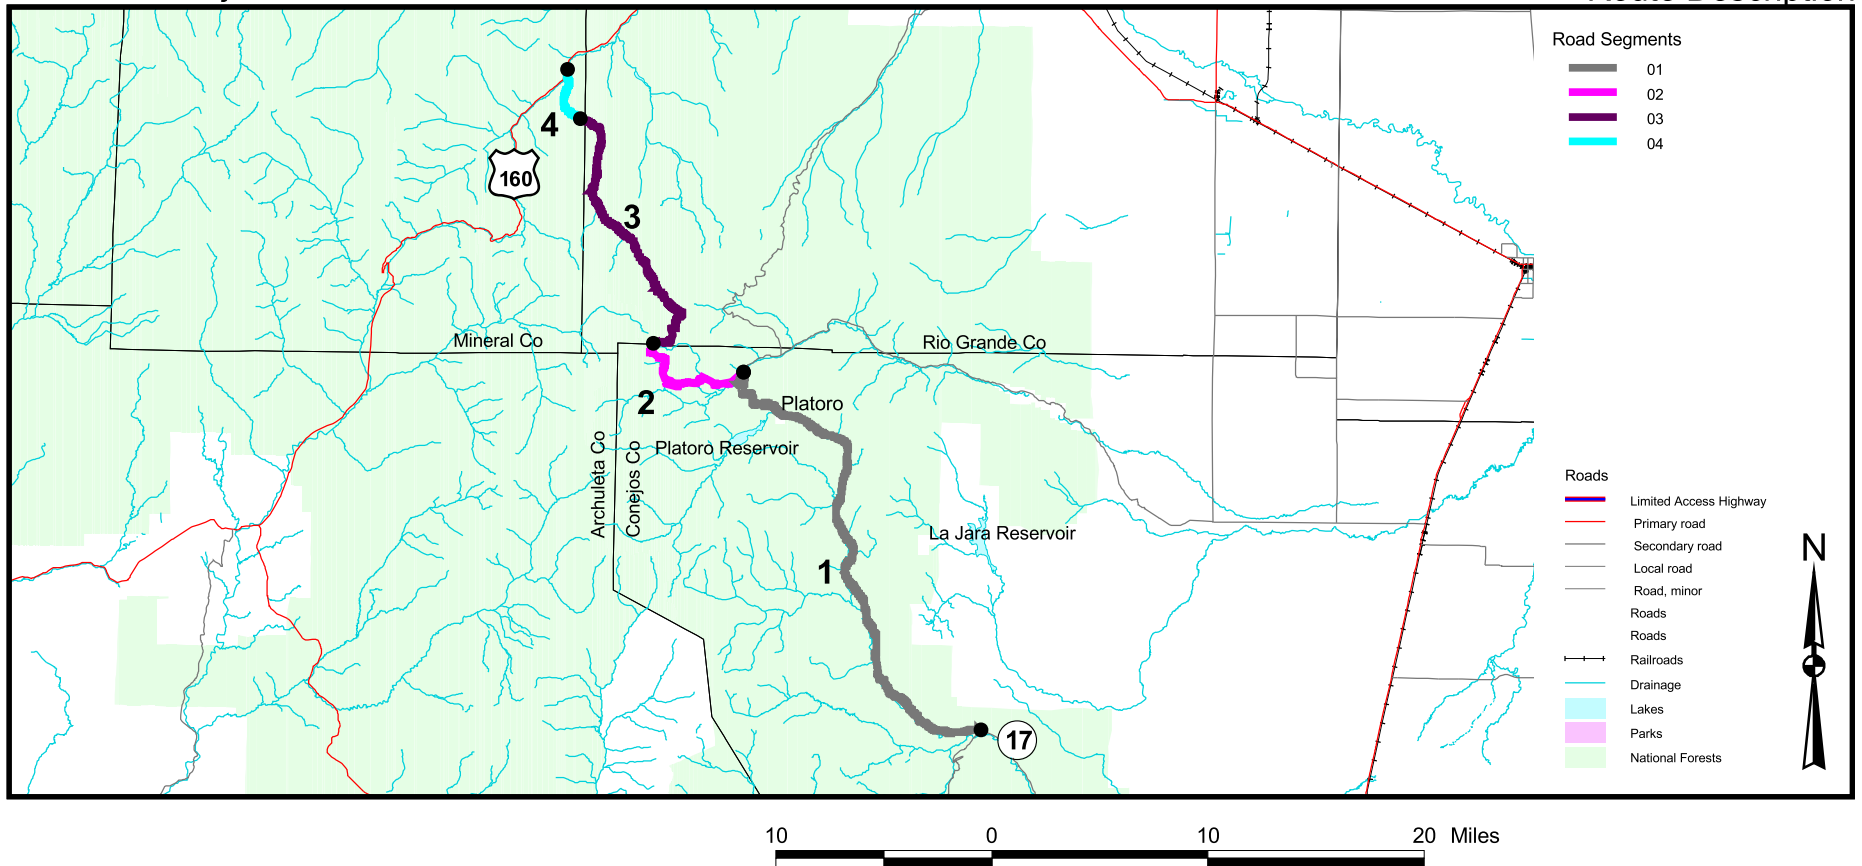 Road Segments
01
02
03
04
4
160
3
Mineral Co
Rio Grande Co
2
Platoro
Platoro Reservoir
Archuleta Co
Conejos Co
La Jara Reservoir
1
17
Roads
Limited Access Highway
Primary road
Secondary road
Local road
Road, minor
Roads
Roads
Railroads
Drainage
Lakes
Parks
National Forests
N
10 0 10 20 Miles